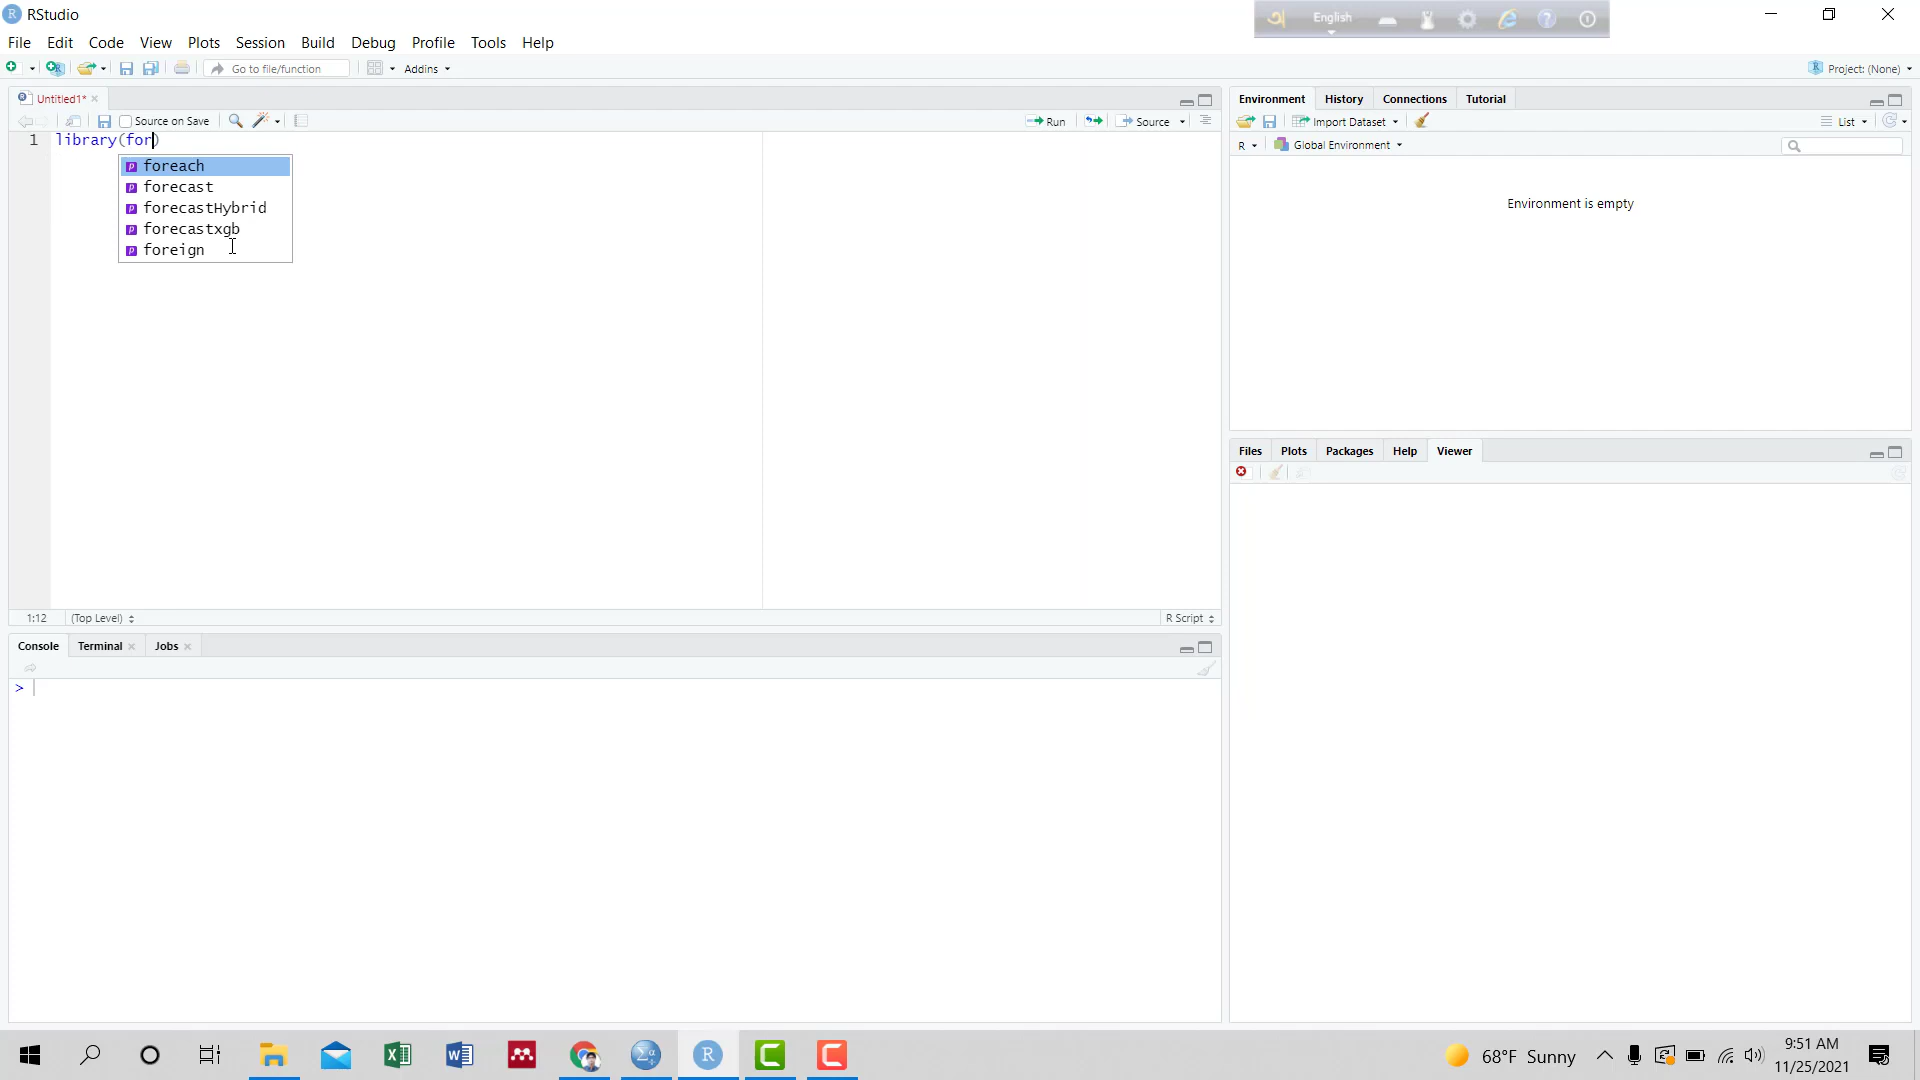 RStudio
English
File Edit Code View Plots Session Build Debug Profile Tools Help
Go to file/function Addins Project: (None)
Untitled1* Environment History Connections Tutorial
Source on Save Run Source Import Dataset List
1 library(for) R Global Environment
foreach
forecast
forecastHybrid
forecastxgb
foreign
Environment is empty
Files Plots Packages Help Viewer
1:12 (Top Level) R Script
Console Terminal Jobs
>
68°F Sunny 9:51 AM
11/25/2021